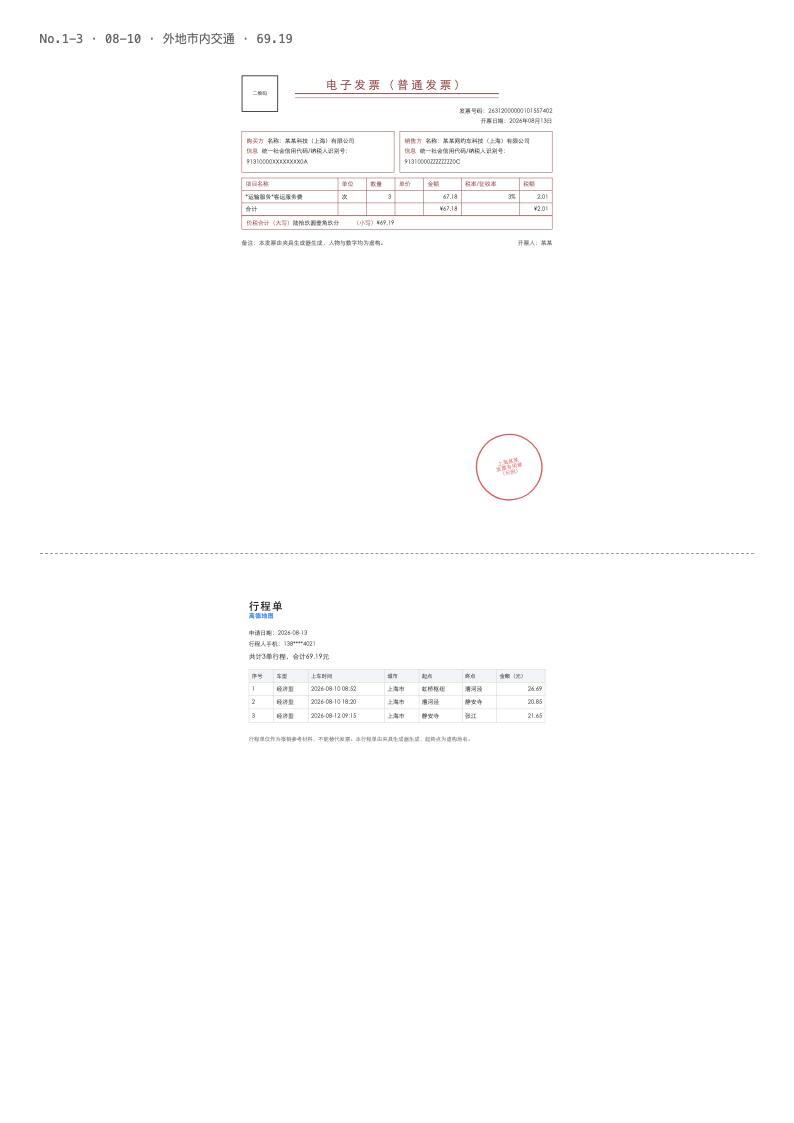 No.1-3 · 08-10 · 外地市内交通 · 69.19
二维码
电子发票（普通发票）
发票号码：26312000000101557402
开票日期：2026年08月13日
购买方 名称：某某科技（上海）有限公司
信息 统一社会信用代码/纳税人识别号：
91310000XXXXXXXX0A
销售方 名称：某某网约车科技（上海）有限公司
信息 统一社会信用代码/纳税人识别号：
91310000ZZZZZZZZ0C
项目名称 单位 数量 单价 金额 税率/征收率 税额
*运输服务*客运服务费 次 3 67.18 3% 2.01
合计 ¥67.18 ¥2.01
价税合计（大写）陆拾玖圆壹角玖分 （小写）¥69.19
备注：本发票由夹具生成器生成，人物与数字均为虚构。 开票人：某某
上海某某
发票专用章
（示例）
行程单
高德地图
申请日期：2026-08-13
行程人手机：138****4021
共计3单行程，合计69.19元
序号 车型 上车时间 城市 起点 终点 金额（元）
1 经济型 2026-08-10 08:52 上海市 虹桥枢纽 漕河泾 26.69
2 经济型 2026-08-10 18:20 上海市 漕河泾 静安寺 20.85
3 经济型 2026-08-12 09:15 上海市 静安寺 张江 21.65
行程单仅作为报销参考材料，不能替代发票。本行程单由夹具生成器生成，起终点为虚构地名。